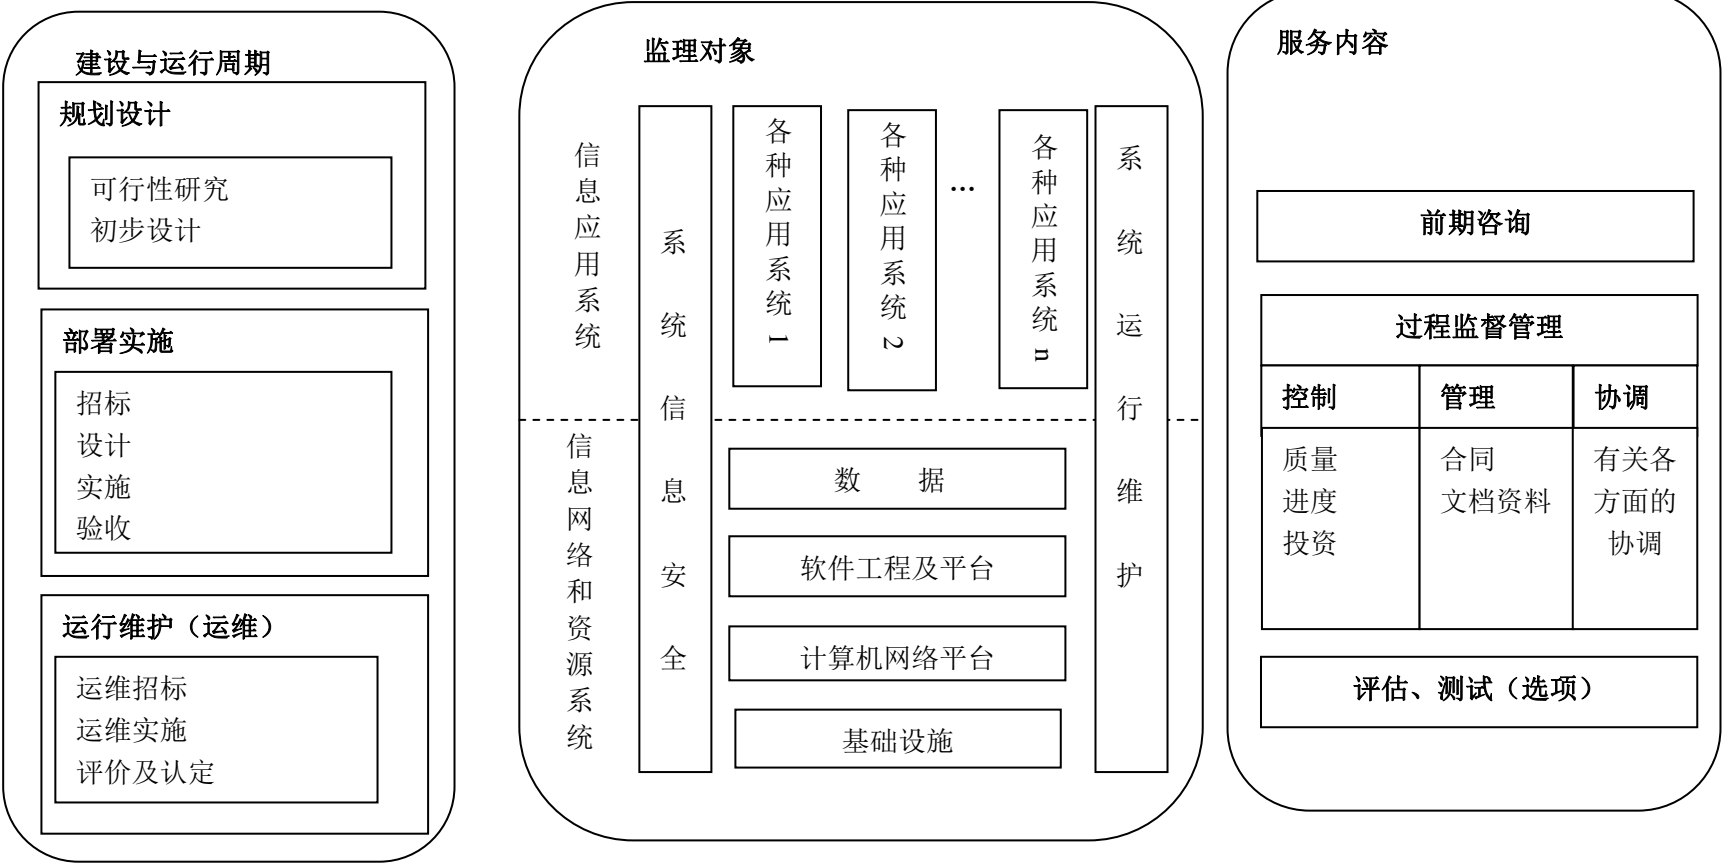 建设与运行周期
规划设计
可行性研究
初步设计
部署实施
招标
设计
实施
验收
运行维护（运维）
运维招标
运维实施
评价及认定
监理对象
信息应用系统
信息网络和资源系统
系统信息安全
各种应用系统1
各种应用系统2
...
各种应用系统n
系统运行维护
数 据
软件工程及平台
计算机网络平台
基础设施
服务内容
前期咨询
过程监督管理
控制
质量
进度
投资
管理
合同
文档资料
协调
有关各
方面的
协调
评估、测试（选项）